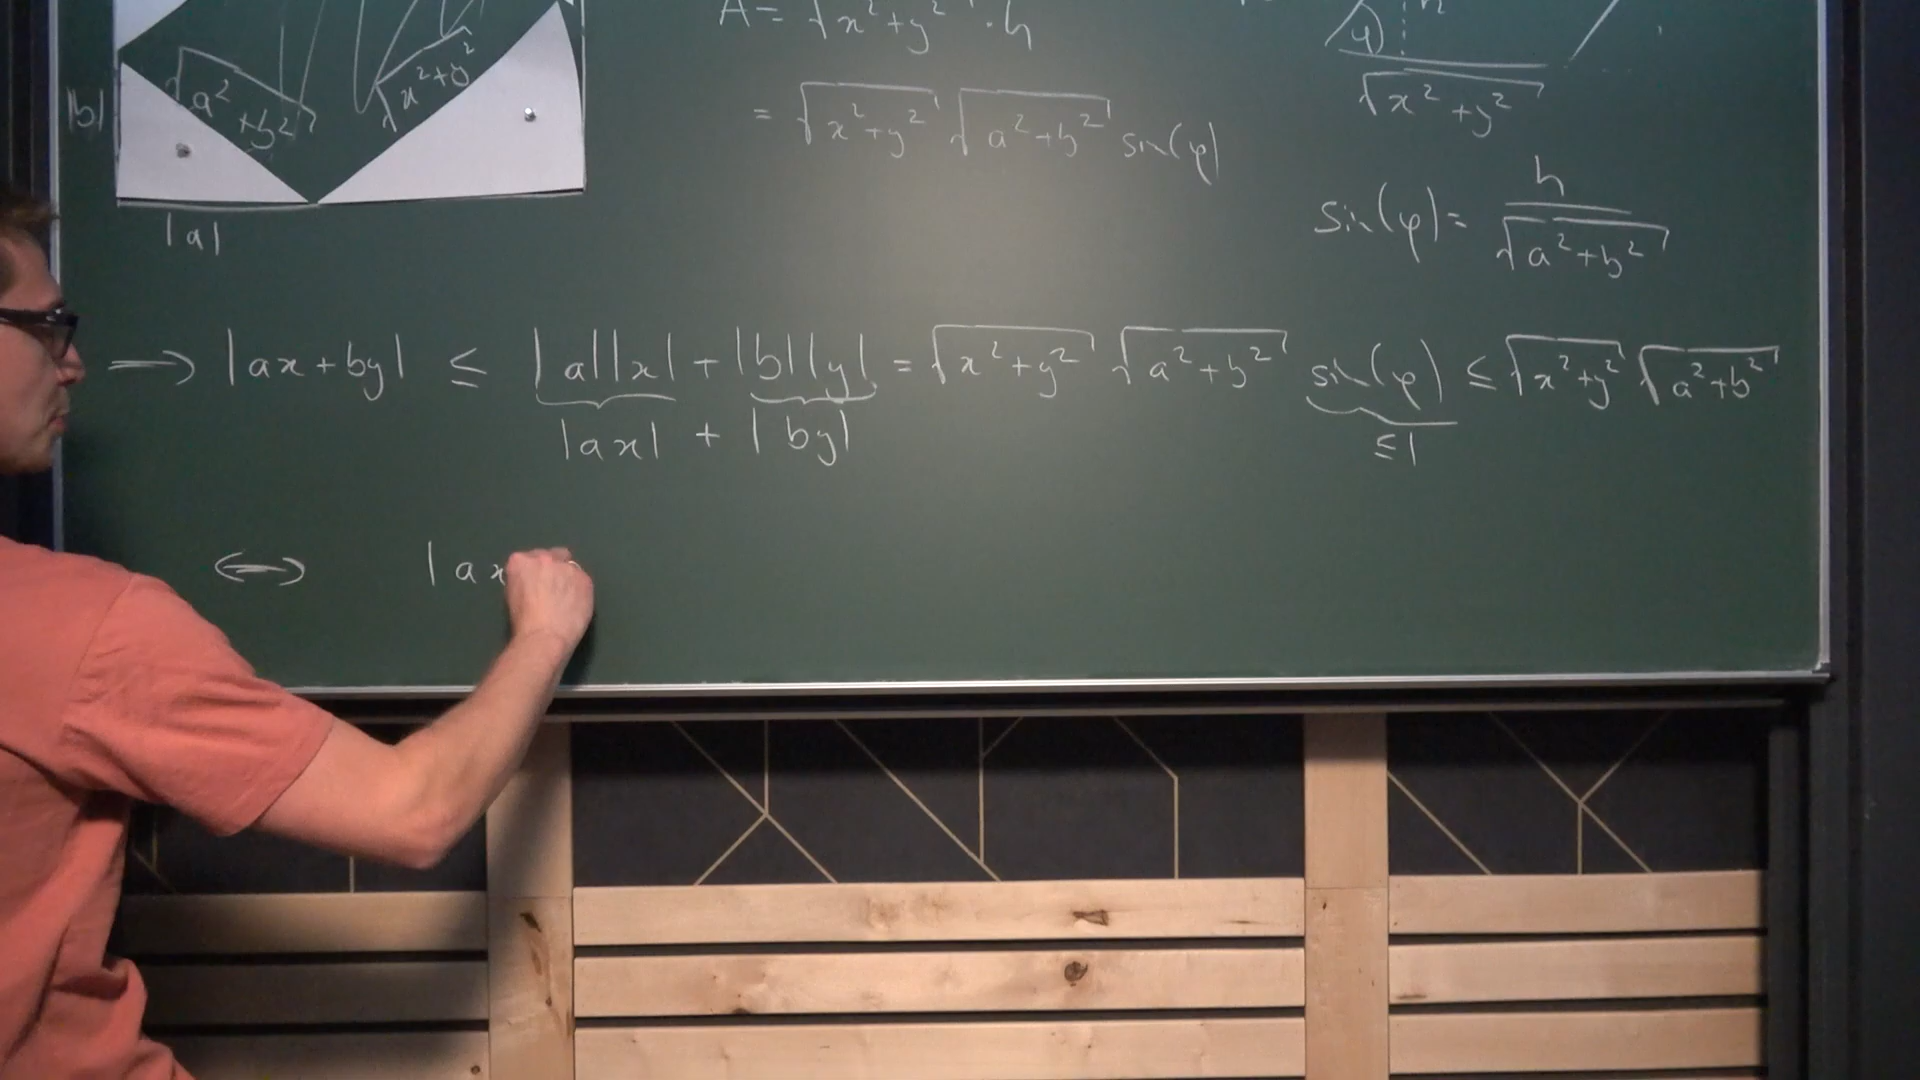 A = √x²+y² · h
= √x²+y² √a²+b² sin(φ)
|b|
√a²+b²
√x²+y²
|a|
φ
√x²+y²
sin(φ) = h / √a²+b²
⟹ |ax+by| ≤ |a||x| + |b||y| = √x²+y² √a²+b² sin(φ) ≤ √x²+y² √a²+b²
|ax| + |by|
≤1
⟺ |ax